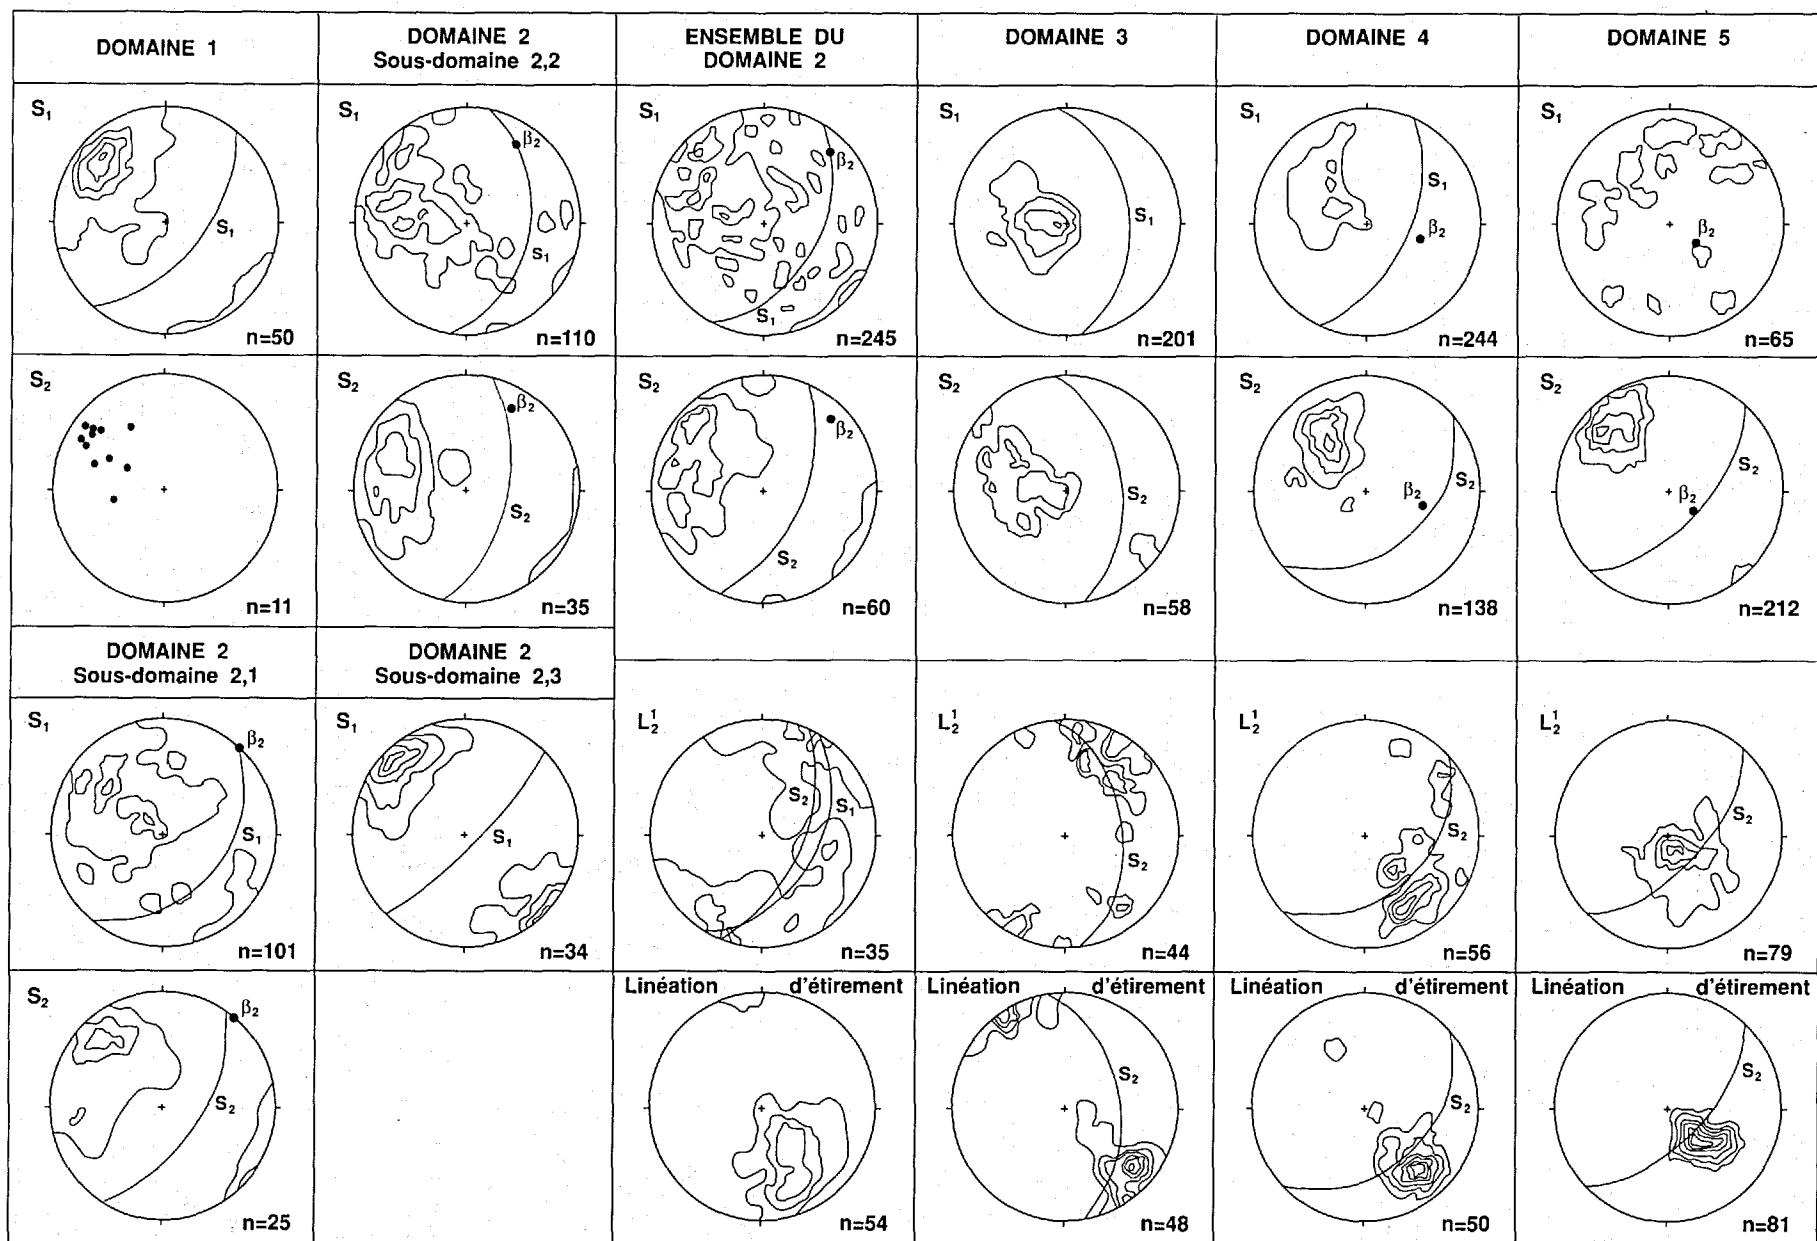 DOMAINE 1
DOMAINE 2
Sous-domaine 2,2
ENSEMBLE DU
DOMAINE 2
DOMAINE 3
DOMAINE 4
DOMAINE 5
S₁
S₁
n=50
S₁
β₂
S₁
n=110
S₁
β₂
S₁
n=245
S₁
S₁
n=201
S₁
S₁
β₂
n=244
S₁
β₂
n=65
S₂
n=11
S₂
β₂
S₂
n=35
S₂
β₂
S₂
n=60
S₂
S₂
n=58
S₂
β₂
S₂
n=138
S₂
S₂
β₂
n=212
DOMAINE 2
Sous-domaine 2,1
DOMAINE 2
Sous-domaine 2,3
S₁
β₂
S₁
n=101
S₁
S₁
n=34
L₂¹
S₂
S₁
n=35
L₂¹
S₂
n=44
L₂¹
S₂
n=56
L₂¹
S₂
n=79
S₂
β₂
S₂
n=25
Linéation d'étirement
n=54
Linéation d'étirement
S₂
n=48
Linéation d'étirement
S₂
n=50
Linéation d'étirement
S₂
n=81